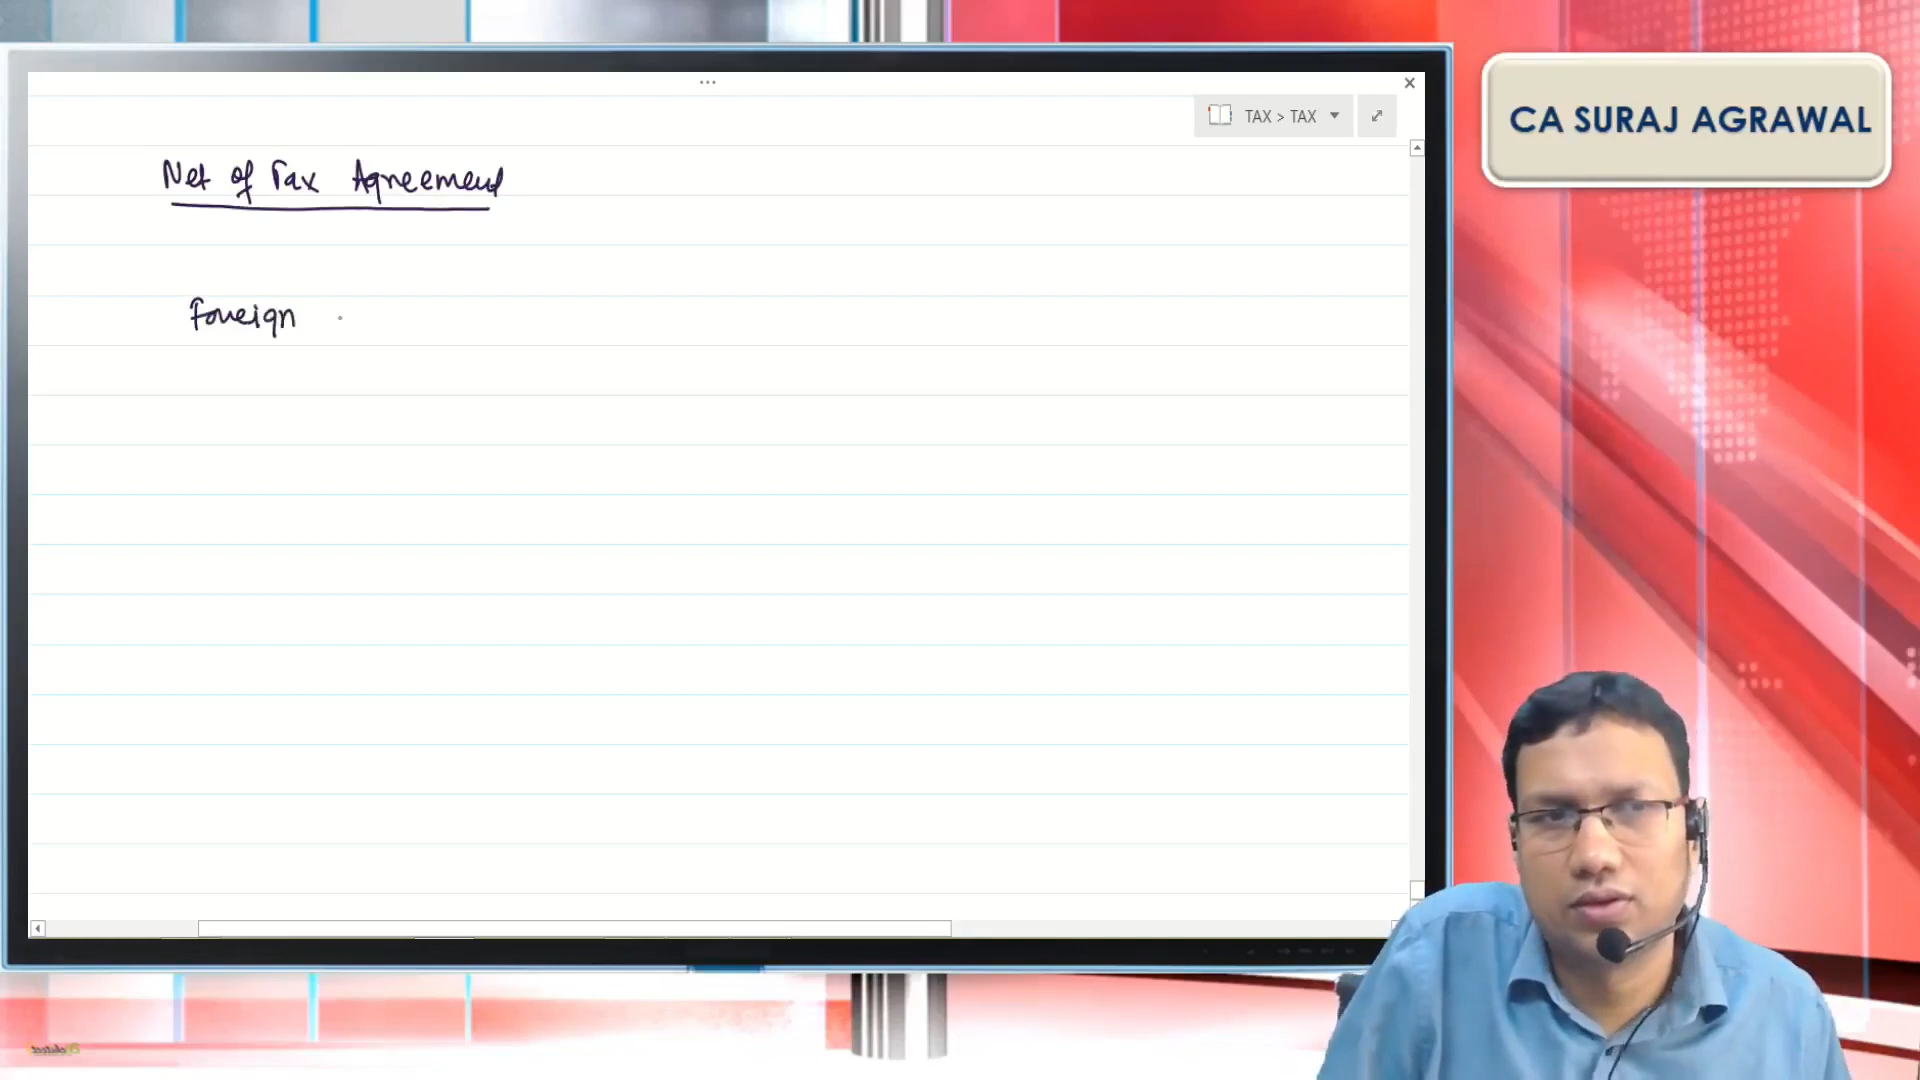 CA SURAJ AGRAWAL
TAX > TAX
Net of Tax Agreement
Foreign